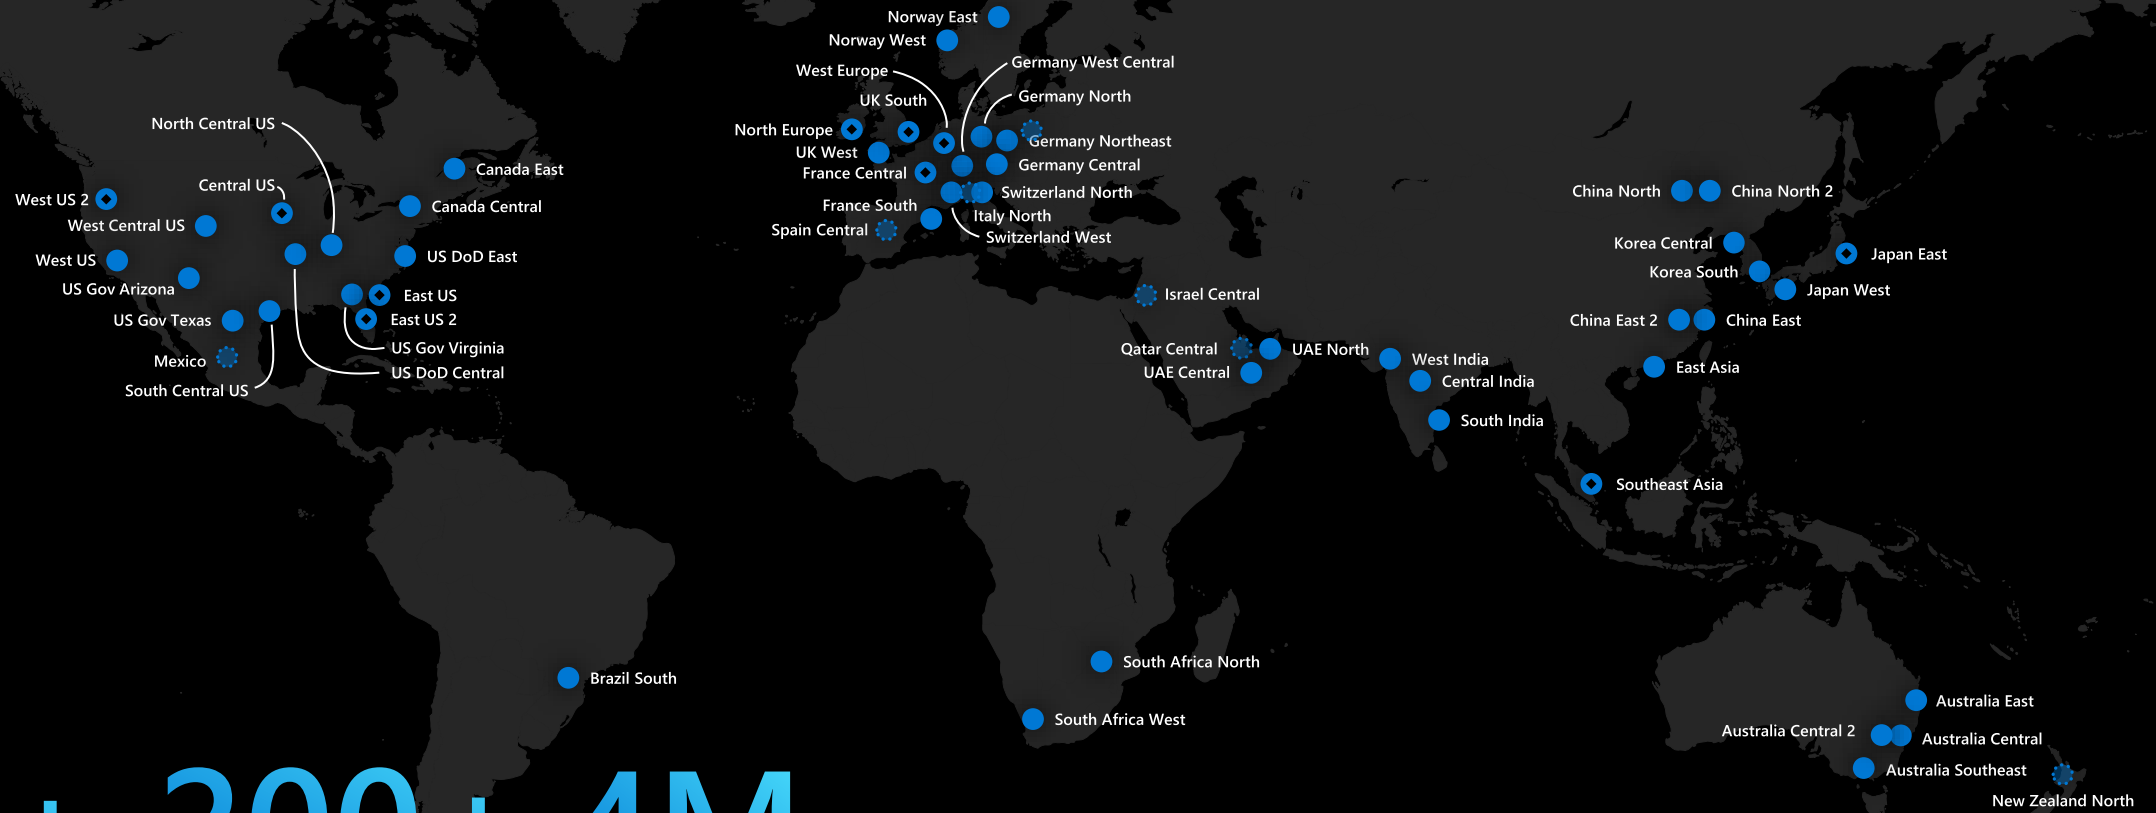 Norway East
Norway West
West Europe
Germany West Central
UK South
Germany North
North Europe
Germany Northeast
UK West
France Central
Germany Central
Switzerland North
France South
Italy North
Spain Central
Switzerland West
North Central US
Canada East
Central US
West US 2
Canada Central
West Central US
West US
US DoD East
US Gov Arizona
East US
US Gov Texas
East US 2
US Gov Virginia
Mexico
US DoD Central
South Central US
Israel Central
Qatar Central
UAE North
UAE Central
West India
Central India
South India
China North
China North 2
Korea Central
Japan East
Korea South
Japan West
China East 2
China East
East Asia
Southeast Asia
Brazil South
South Africa North
South Africa West
Australia East
Australia Central 2
Australia Central
Australia Southeast
New Zealand North
200+ 4M